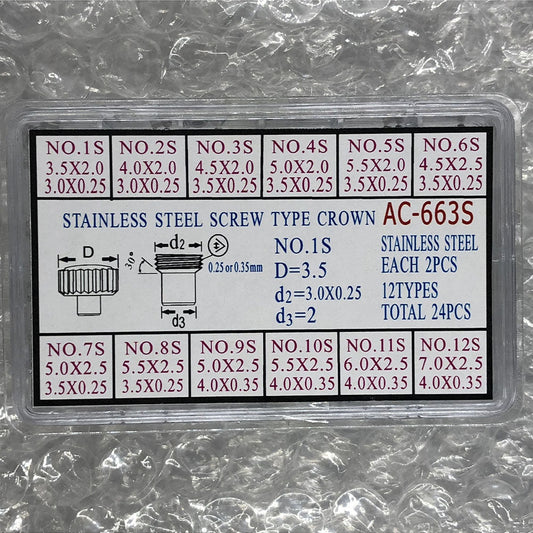 NO.1S NO.2S NO.3S NO.4S NO.5S NO.6S
3.5X2.0 4.0X2.0 4.5X2.0 5.0X2.0 5.5X2.0 4.5X2.5
3.0X0.25 3.0X0.25 3.5X0.25 3.5X0.25 3.5X0.25 3.5X0.25
STAINLESS STEEL SCREW TYPE CROWN AC-663S
D 30° d2 0.25 or 0.35mm d3
NO.1S
D=3.5
d2=3.0X0.25
d3=2
STAINLESS STEEL
EACH 2PCS
12TYPES
TOTAL 24PCS
NO.7S NO.8S NO.9S NO.10S NO.11S NO.12S
5.0X2.5 5.5X2.5 5.0X2.5 5.5X2.5 6.0X2.5 7.0X2.5
3.5X0.25 3.5X0.25 4.0X0.35 4.0X0.35 4.0X0.35 4.0X0.35